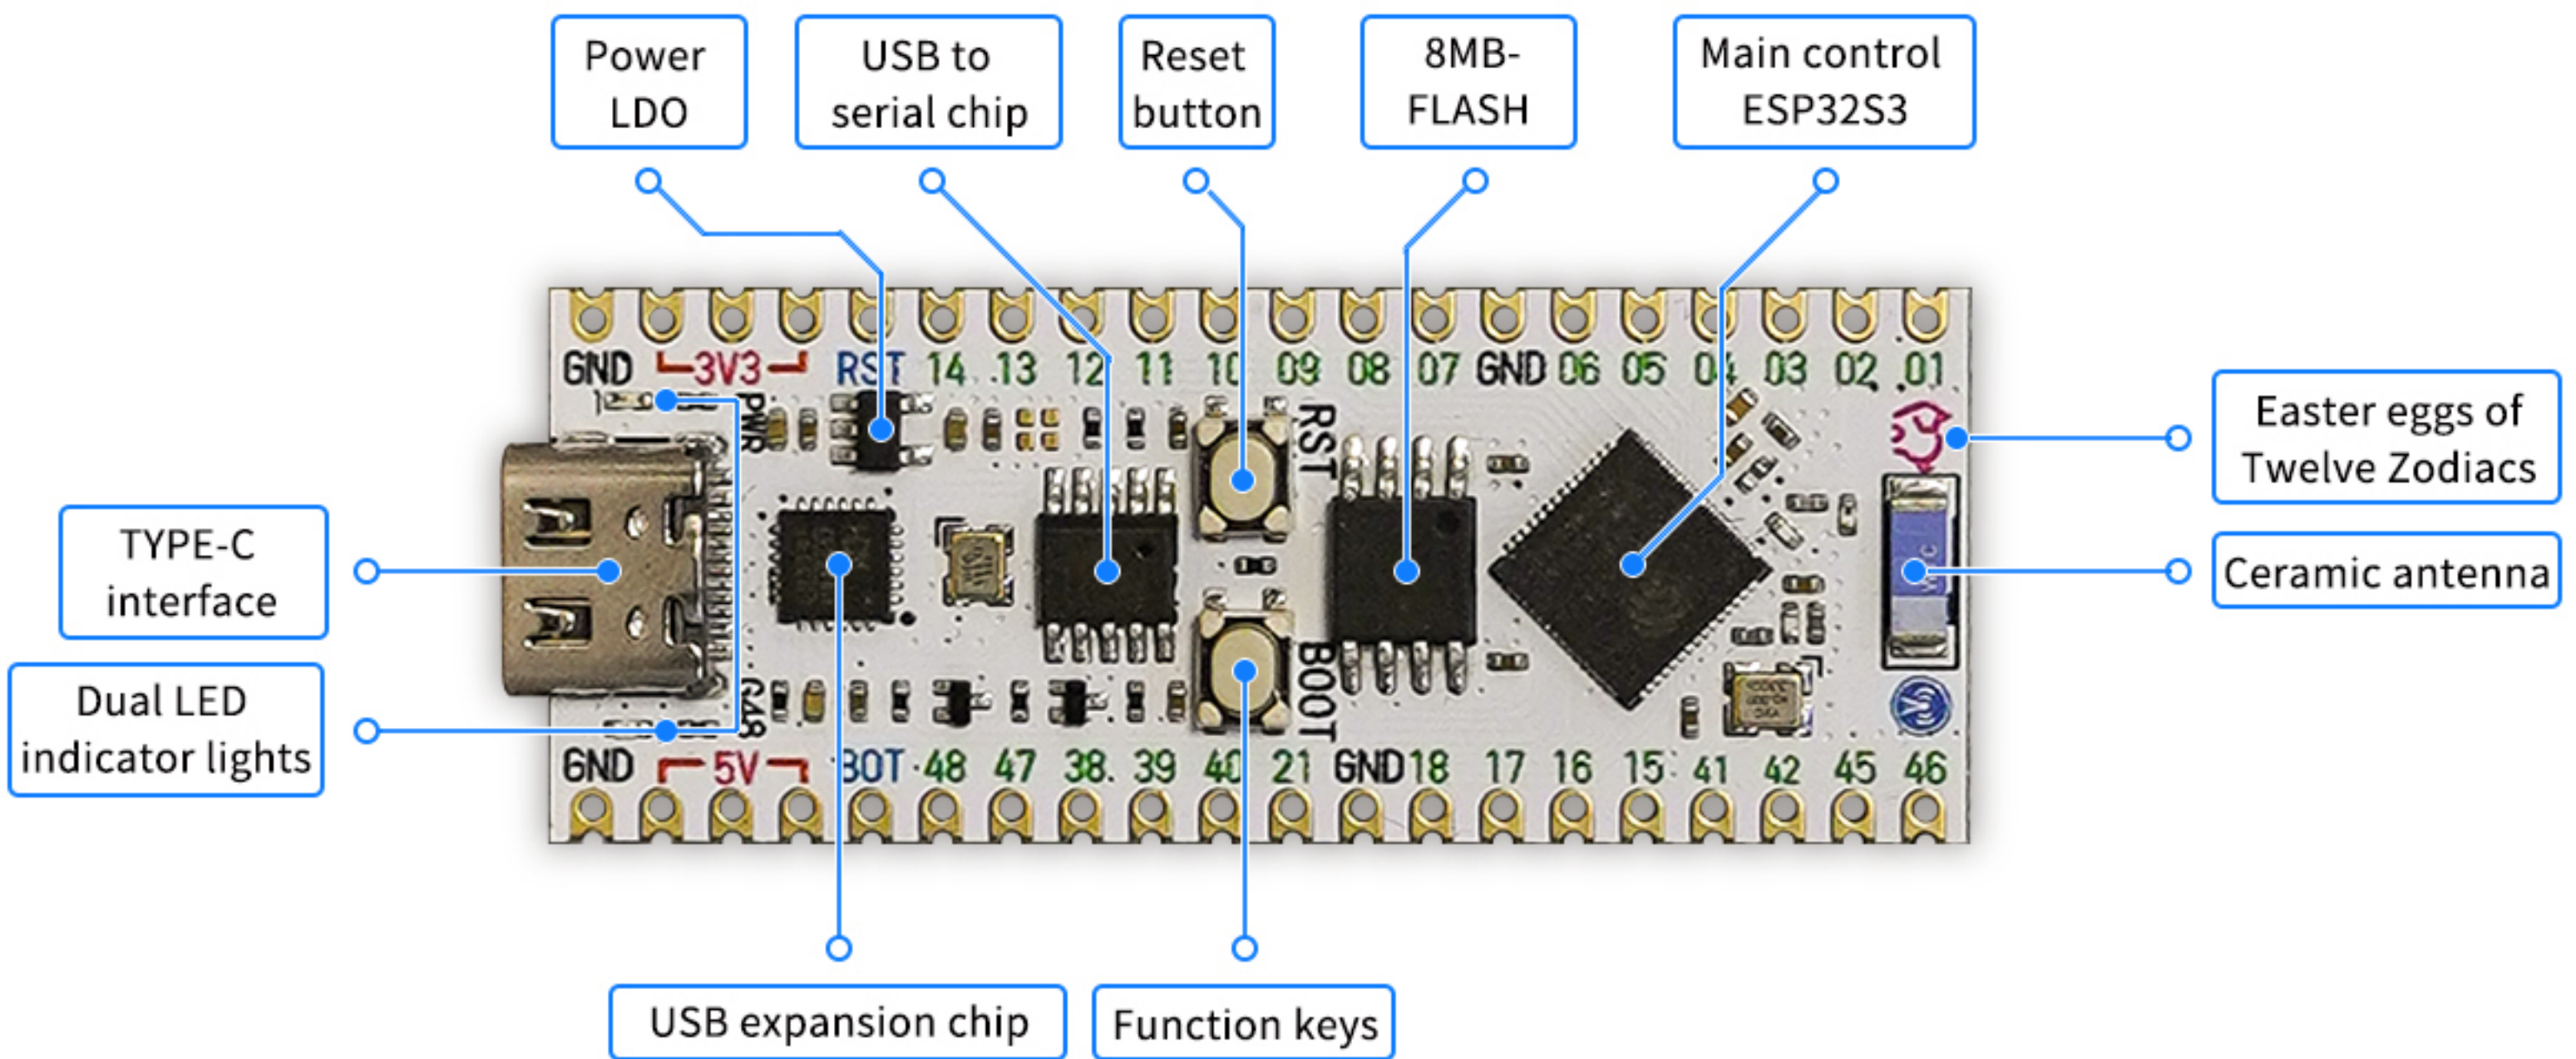 Power
LDO
USB to
serial chip
Reset
button
8MB-
FLASH
Main control
ESP32S3
GND 3V3 RST 14 13 12 11 10 09 08 07 GND 06 05 04 03 02 01
PWR
RST
Easter eggs of
Twelve Zodiacs
TYPE-C
interface
Ceramic antenna
Dual LED
indicator lights
G48
BOOT
GND 5V BOT 48 47 38 39 40 21 GND 18 17 16 15 41 42 45 46
USB expansion chip
Function keys